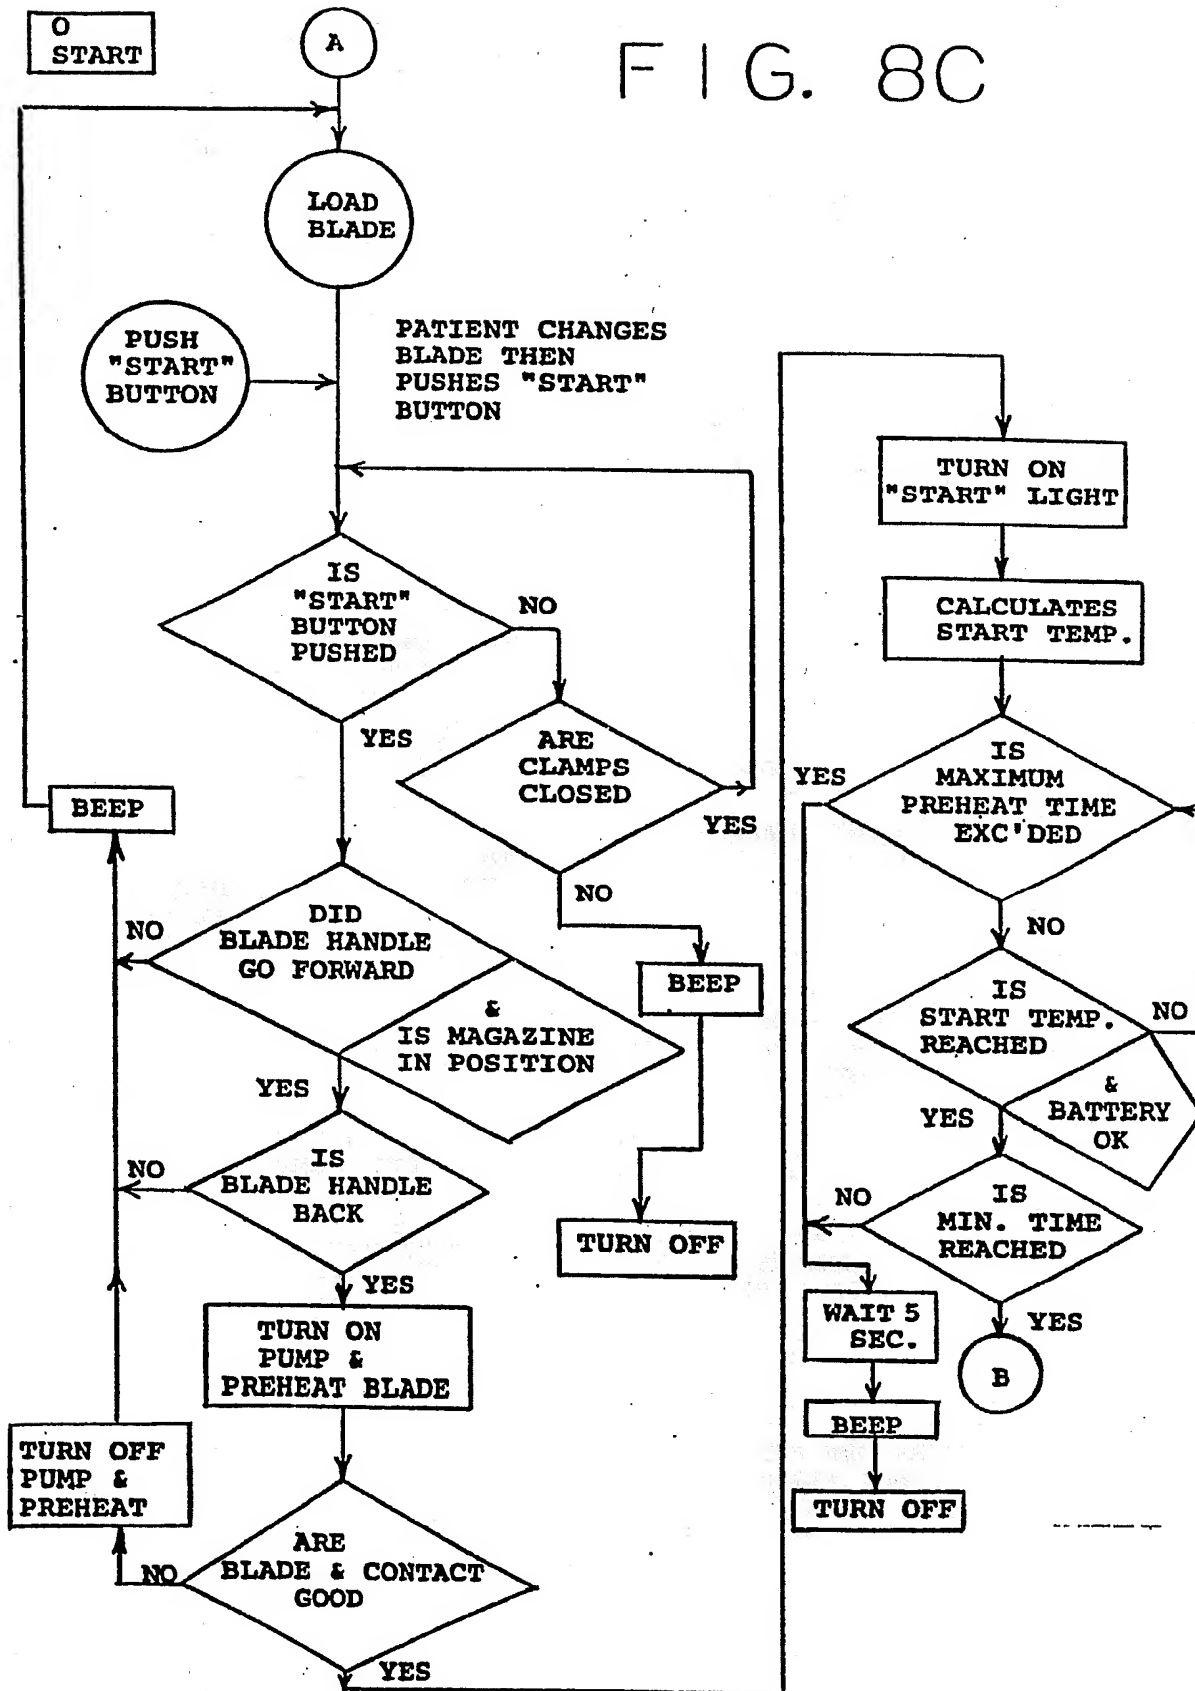 O
START
A
FIG. 8C
LOAD
BLADE
PUSH
"START"
BUTTON
PATIENT CHANGES
BLADE THEN
PUSHES "START"
BUTTON
IS
"START"
BUTTON
PUSHED
NO
YES
ARE
CLAMPS
CLOSED
YES
NO
BEEP
TURN OFF
BEEP
DID
BLADE HANDLE
GO FORWARD
NO
&
IS MAGAZINE
IN POSITION
YES
IS
BLADE HANDLE
BACK
NO
YES
TURN ON
PUMP &
PREHEAT BLADE
TURN OFF
PUMP &
PREHEAT
ARE
BLADE & CONTACT
GOOD
NO
YES
TURN ON
"START" LIGHT
CALCULATES
START TEMP.
IS
MAXIMUM
PREHEAT TIME
EXC'DED
YES
NO
IS
START TEMP.
REACHED
NO
&
BATTERY
OK
YES
IS
MIN. TIME
REACHED
NO
YES
WAIT 5
SEC.
B
BEEP
TURN OFF